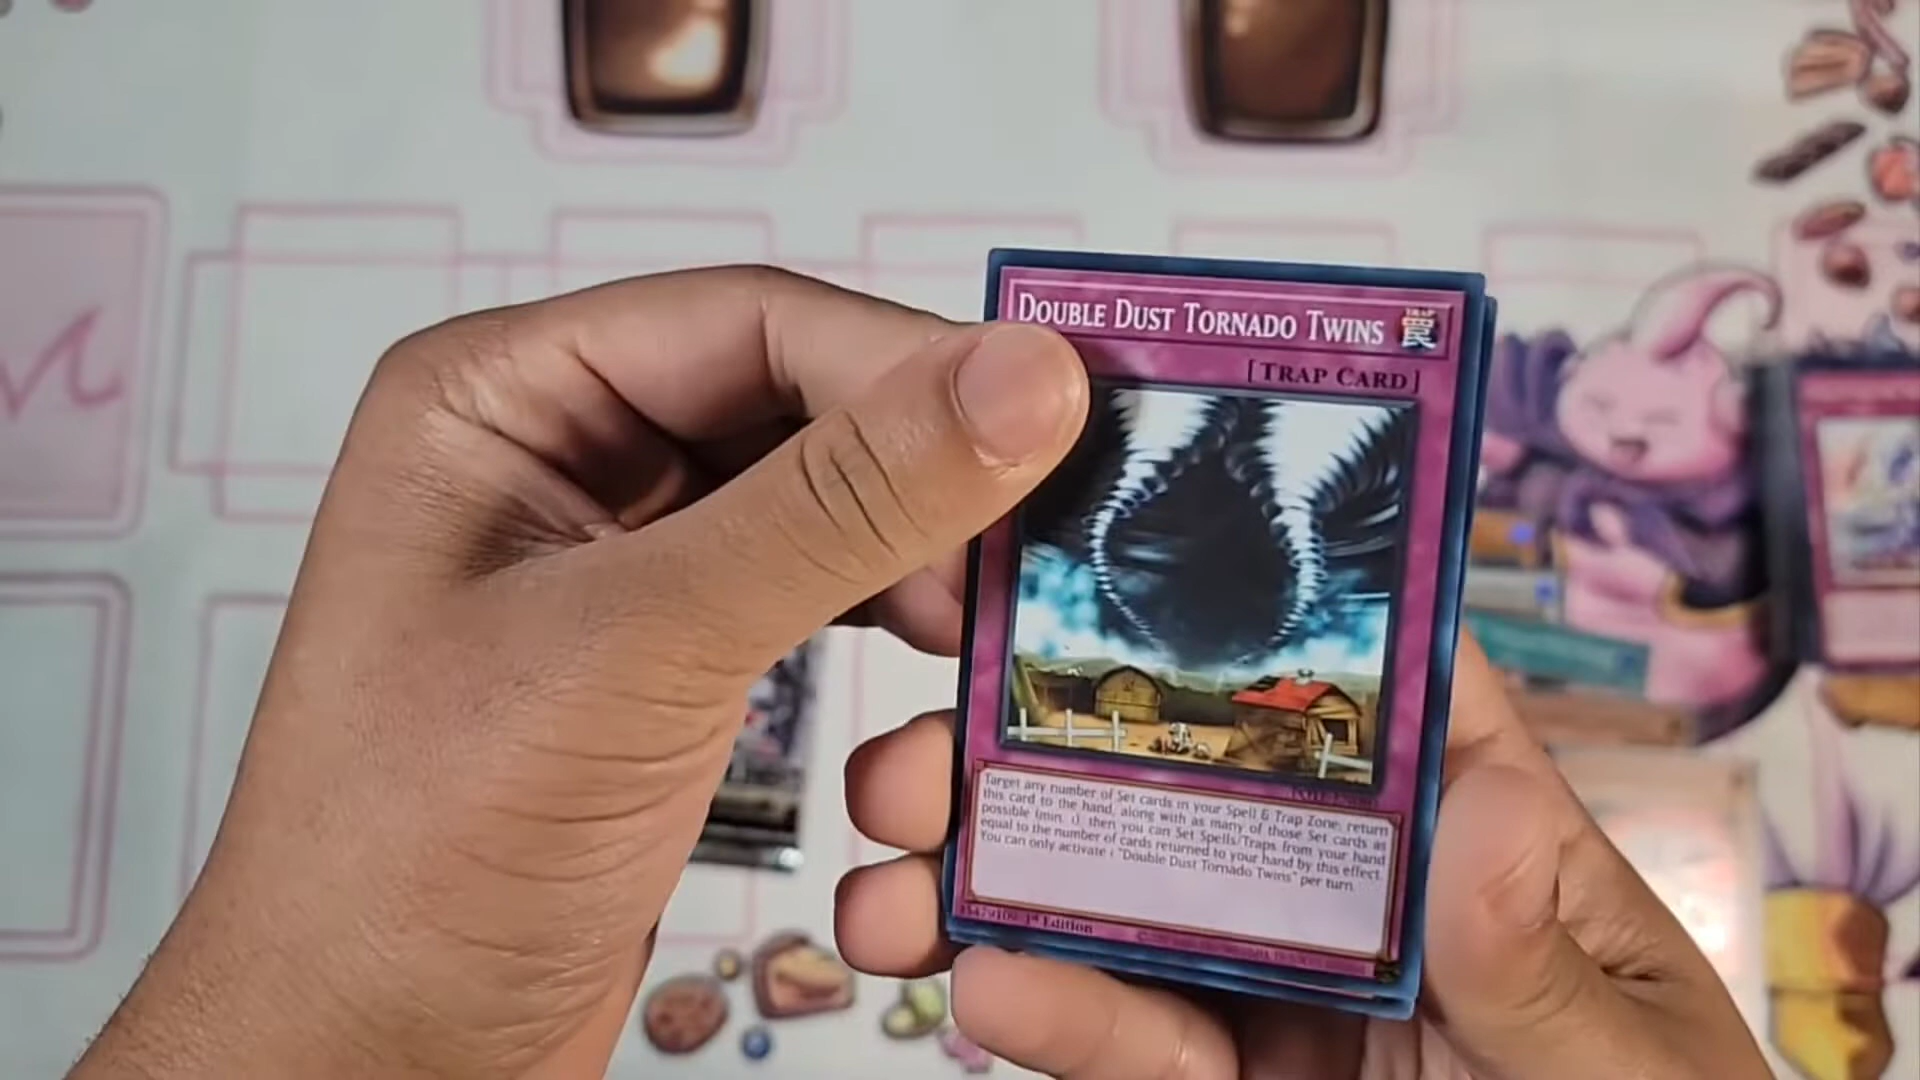 DOUBLE DUST TORNADO TWINS
TRAP
罠
[TRAP CARD]
Target any number of Set cards in your Spell & Trap Zone; return
this card to the hand, along with as many of those Set cards as
possible (min. 1), then you can Set Spells/Traps from your hand
equal to the number of cards returned to your hand by this effect.
You can only activate 1 "Double Dust Tornado Twins" per turn.
1st Edition